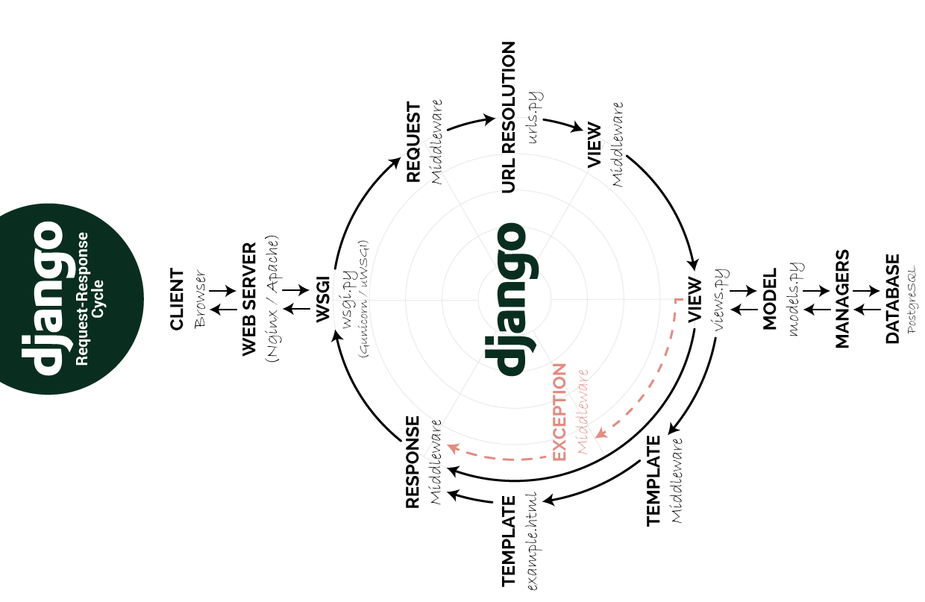 django
Request-Response
Cycle
CLIENT
Browser
WEB SERVER
(Nginx / Apache)
WSGI
wsgi.py
(Gunicorn / uWSGI)
REQUEST
Middleware
URL RESOLUTION
urls.py
VIEW
Middleware
django
VIEW
views.py
MODEL
models.py
MANAGERS
DATABASE
PostgreSQL
EXCEPTION
Middleware
TEMPLATE
Middleware
TEMPLATE
example.html
RESPONSE
Middleware